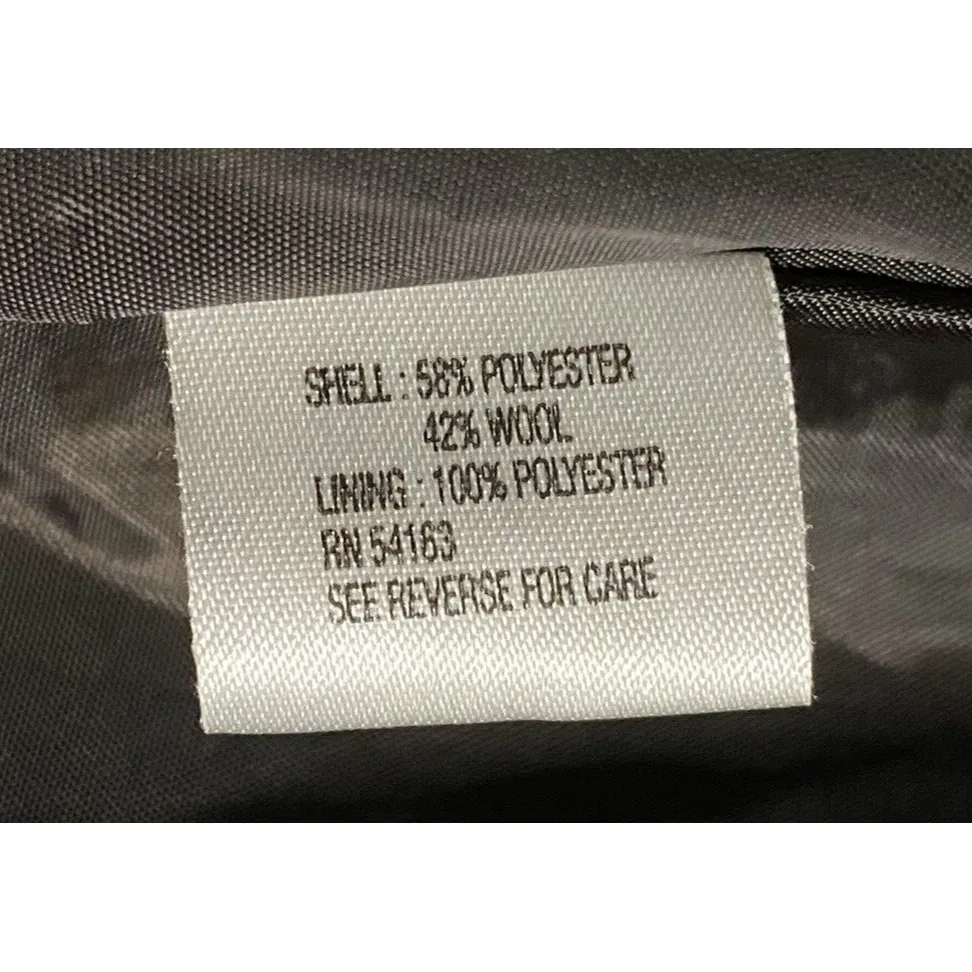 SHELL : 58% POLYESTER
42% WOOL
LINING : 100% POLYESTER
RN 54163
SEE REVERSE FOR CARE